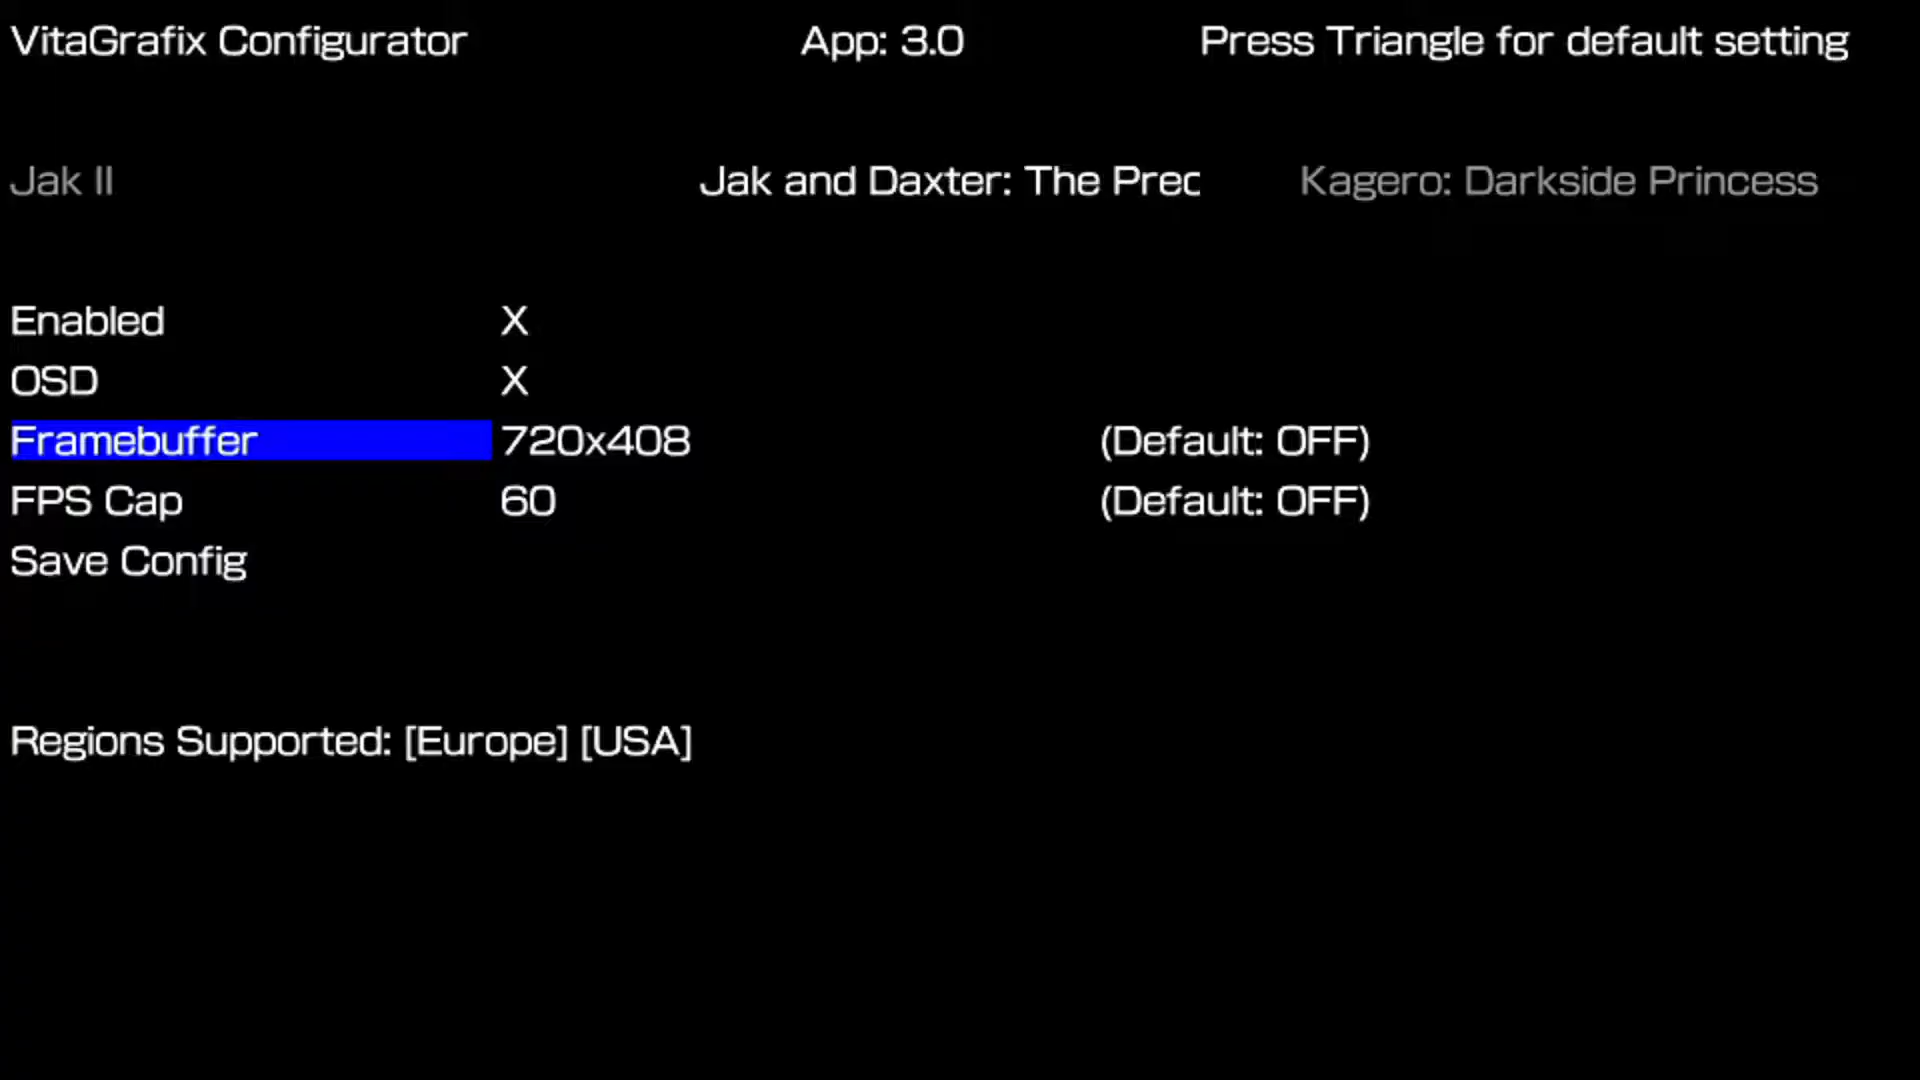 VitaGrafix Configurator App: 3.0 Press Triangle for default setting
Jak II Jak and Daxter: The Prec Kagero: Darkside Princess
Enabled X
OSD X
Framebuffer 720x408 (Default: OFF)
FPS Cap 60 (Default: OFF)
Save Config
Regions Supported: [Europe] [USA]